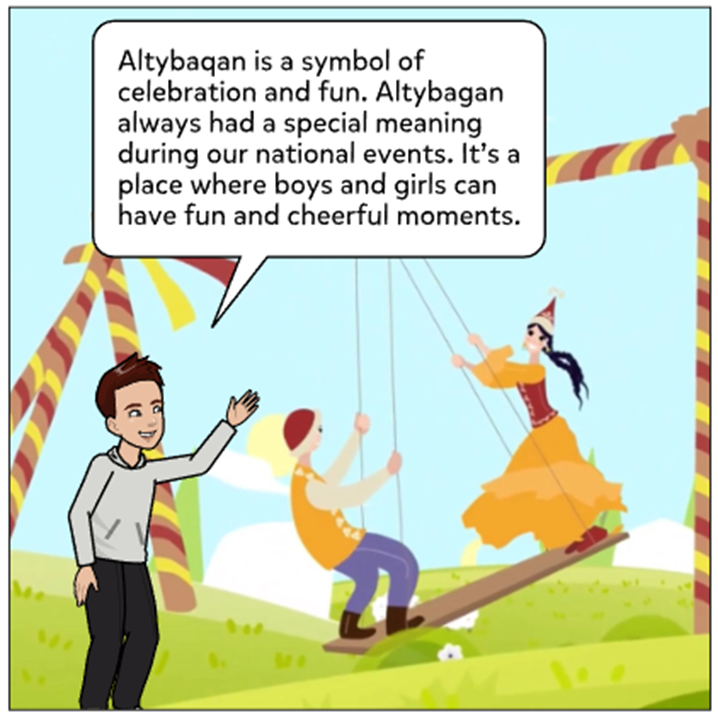 Altybaqan is a symbol of
celebration and fun. Altybagan
always had a special meaning
during our national events. It's a
place where boys and girls can
have fun and cheerful moments.